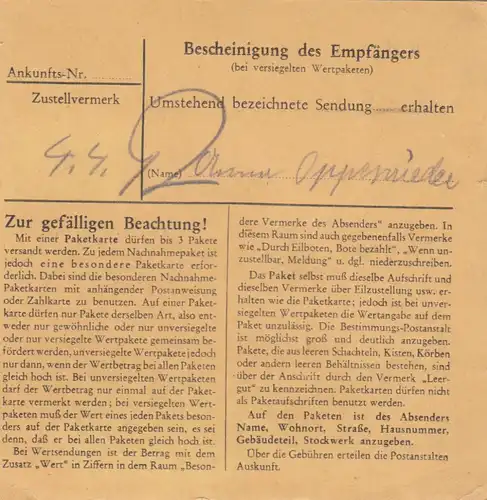 Bescheinigung des Empfängers
(bei versiegelten Wertpaketen)
Ankunfts-Nr. ..........
Zustellvermerk
Umstehend bezeichnete Sendung ...... erhalten
4. 4.
(Name) Anna Oppenrieder
Zur gefälligen Beachtung!
Mit einer Paketkarte dürfen bis 3 Pakete
versandt werden. Zu jedem Nachnahmepaket ist
jedoch eine besondere Paketkarte erfor-
derlich. Dabei sind die besonderen Nachnahme-
Paketkarten mit anhängender Postanweisung
oder Zahlkarte zu benutzen. Auf einer Paket-
karte dürfen nur Pakete derselben Art, also ent-
weder nur gewöhnliche oder nur unversiegelte
oder nur versiegelte Wertpakete gemeinsam be-
fördert werden, unversiegelte Wertpakete jedoch
nur dann, wenn der Wertbetrag bei allen Paketen
gleich hoch ist. Bei unversiegelten Wertpaketen
darf der Wertbetrag nur einmal auf der Paket-
karte vermerkt werden; bei versiegelten Wert-
paketen muß der Wert eines jeden Pakets beson-
ders auf der Paketkarte angegeben sein, es sei
denn, daß er bei allen Paketen gleich hoch ist.
Bei Wertsendungen ist der Betrag mit dem
Zusatz „Wert" in Ziffern in dem Raum „Beson-
dere Vermerke des Absenders" anzugeben. In
diesem Raum sind auch gegebenenfalls Vermerke
wie „Durch Eilboten, Bote bezahlt", „Wenn un-
zustellbar, Meldung" u. dgl. niederzuschreiben.
Das Paket selbst muß dieselbe Aufschrift und
dieselben Vermerke über Eilzustellung usw. er-
halten wie die Paketkarte; jedoch ist bei unver-
siegelten Wertpaketen die Wertangabe auf dem
Paket unzulässig. Die Bestimmungs-Postanstalt
ist möglichst groß und deutlich anzugeben.
Pakete, die aus leeren Schachteln, Kisten, Körben
oder andern leeren Behältnissen bestehen, sind
über der Anschrift durch den Vermerk „Leer-
gut" zu kennzeichnen. Paketkarten dürfen nicht
als Paketaufschriften benutzt werden.
Auf den Paketen ist des Absenders
Name, Wohnort, Straße, Hausnummer,
Gebäudeteil, Stockwerk anzugeben.
Über die Gebühren erteilen die Postanstalten
Auskunft.